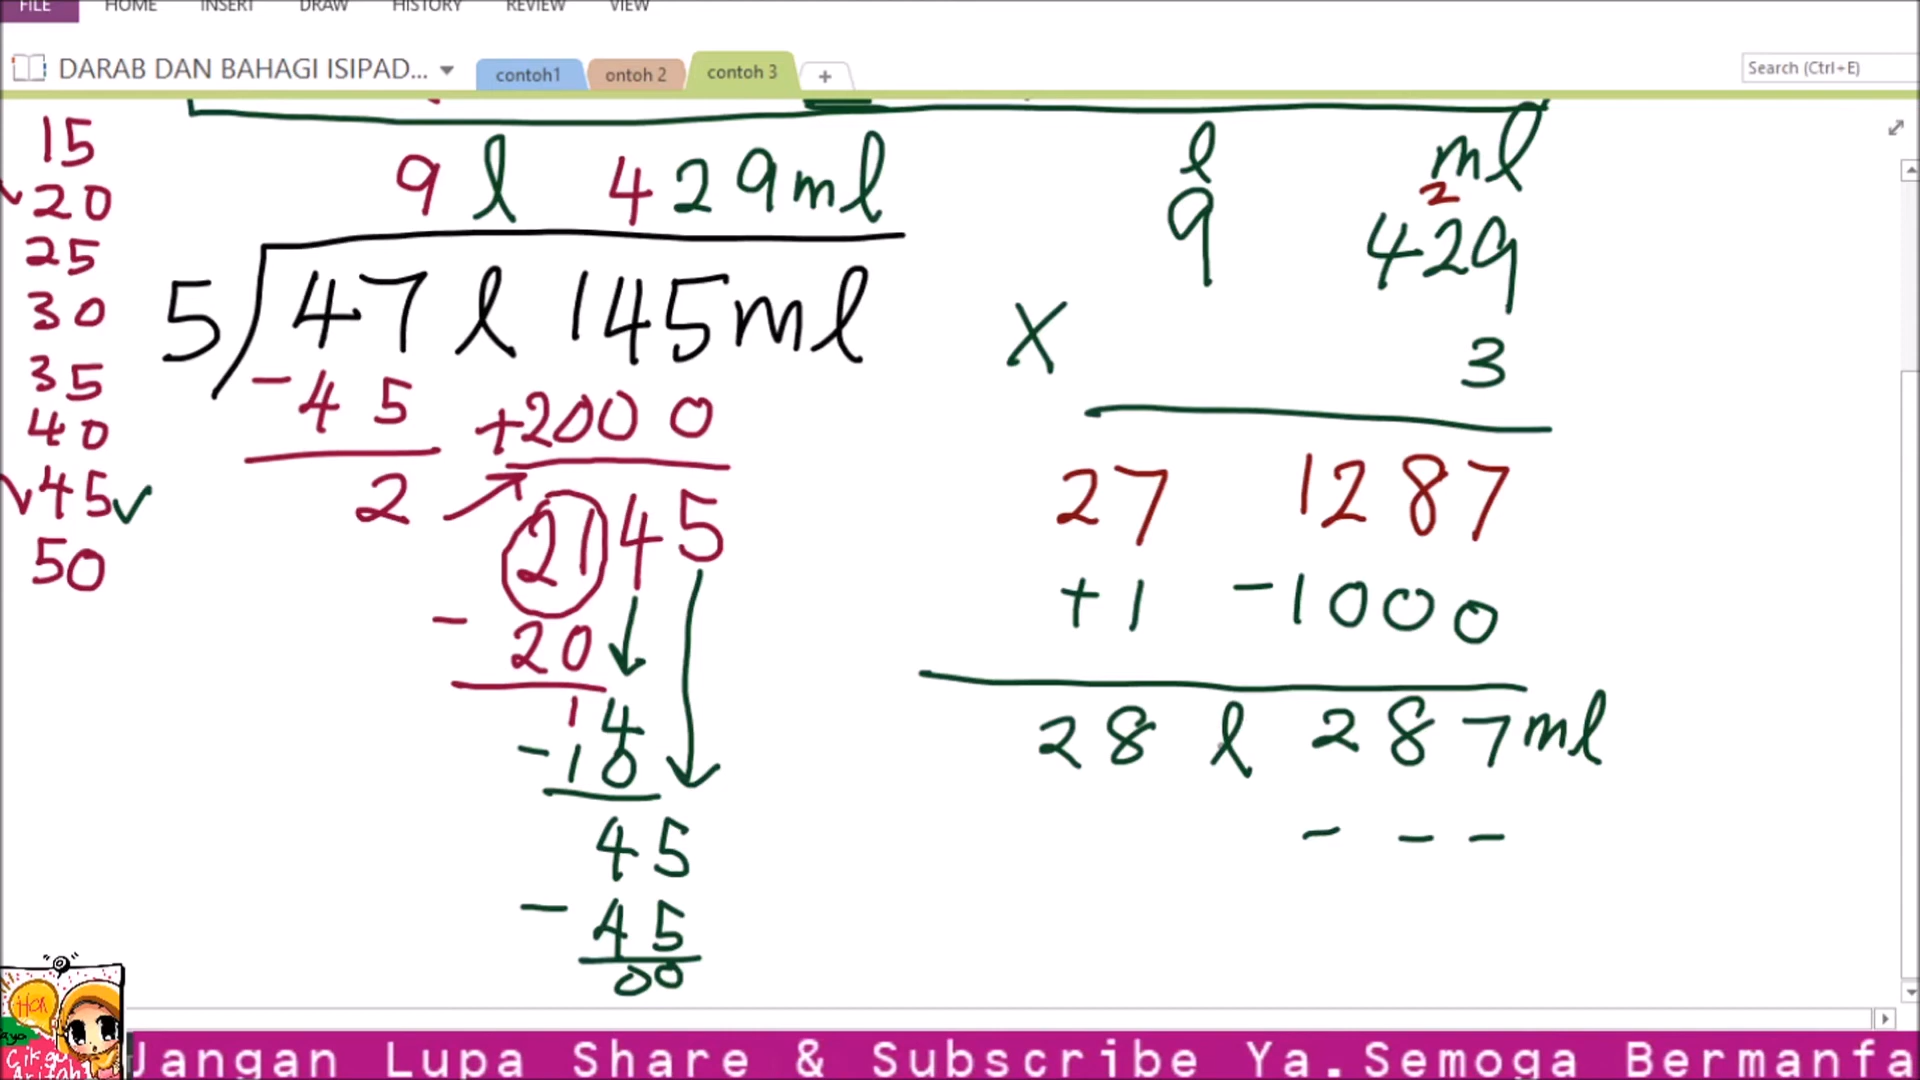 FILE HOME INSERT DRAW HISTORY REVIEW VIEW
DARAB DAN BAHAGI ISIPAD... contoh1 ontoh 2 contoh 3 +
Search (Ctrl+E)
15
20
25
30
35
40
45
50
9 l 429ml
5 47 l 145ml
- 45 +2000
2 2145
- 20
14
- 10
45
- 45
00
l ml
2
9 429
X 3
27 1287
+1 -1000
28 l 287ml
- - -
Hai
Cikgu
Jangan Lupa Share & Subscribe Ya.Semoga Bermanfa